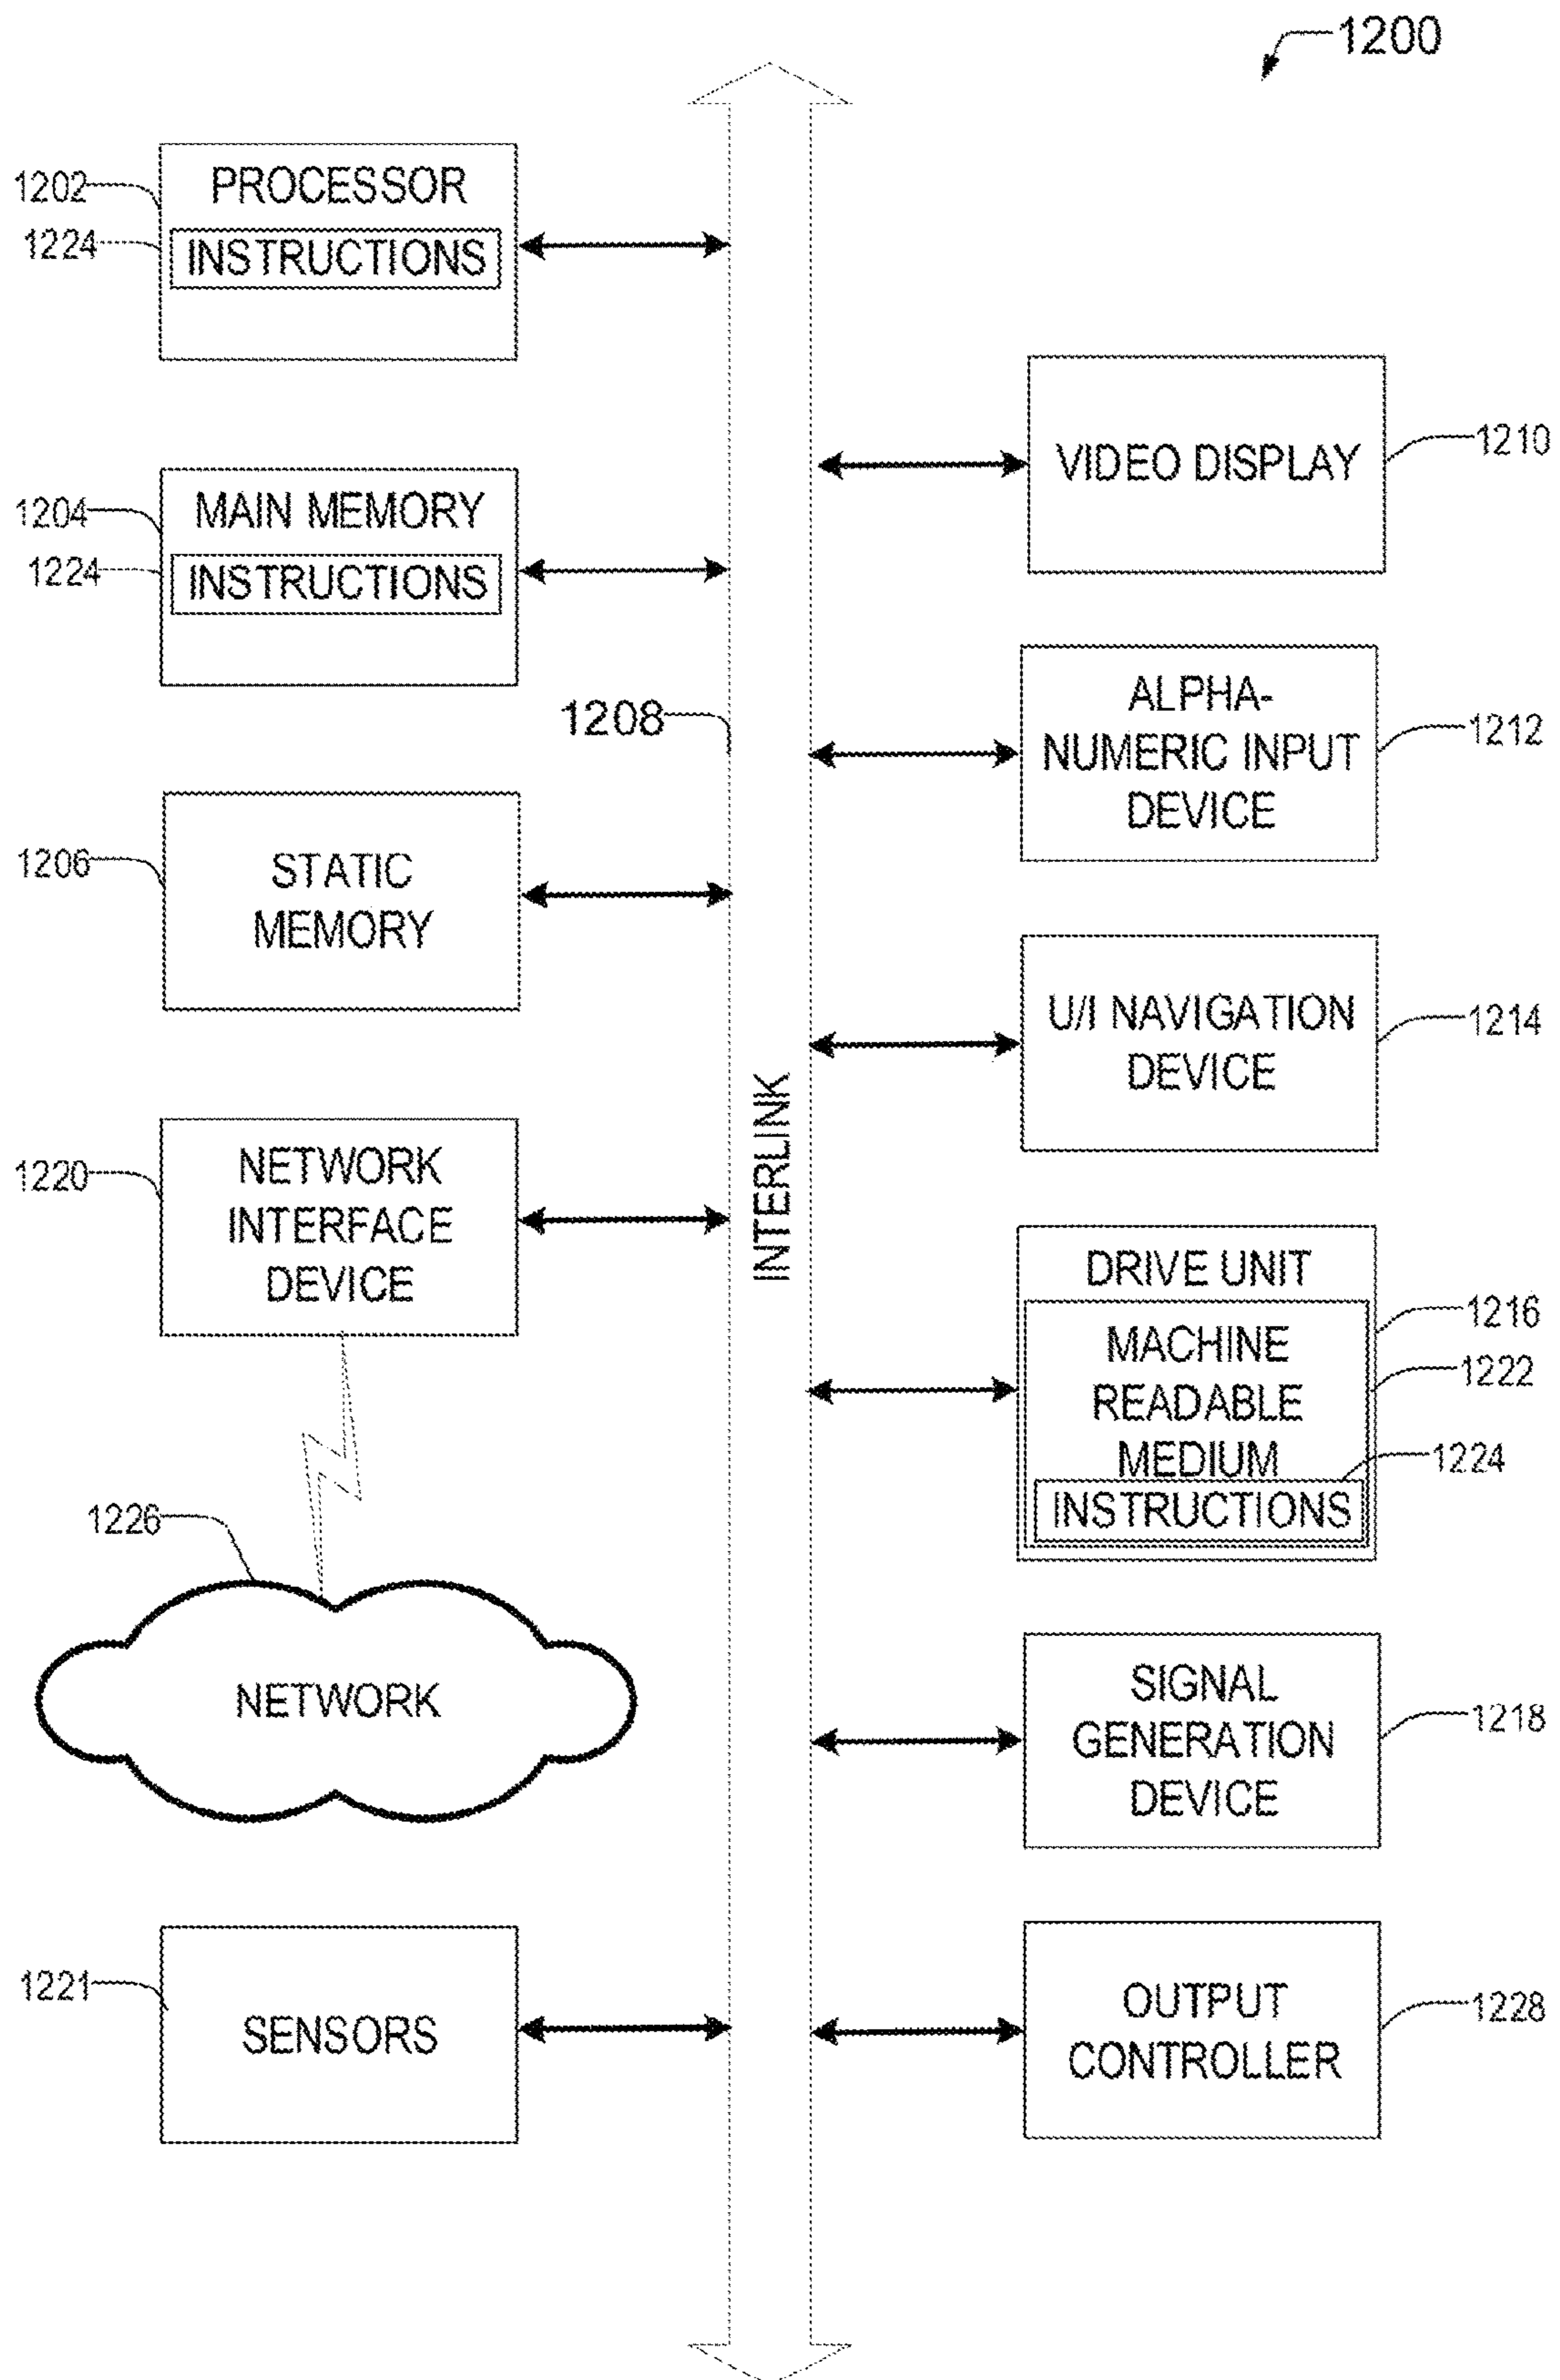 1200
1202
PROCESSOR
1224
INSTRUCTIONS
1204
MAIN MEMORY
1224
INSTRUCTIONS
1208
1206
STATIC
MEMORY
1220
NETWORK
INTERFACE
DEVICE
1226
NETWORK
1221
SENSORS
INTERLINK
VIDEO DISPLAY
1210
ALPHA-
NUMERIC INPUT
DEVICE
1212
U/I NAVIGATION
DEVICE
1214
DRIVE UNIT
1216
MACHINE
READABLE
MEDIUM
1222
1224
INSTRUCTIONS
SIGNAL
GENERATION
DEVICE
1218
OUTPUT
CONTROLLER
1228